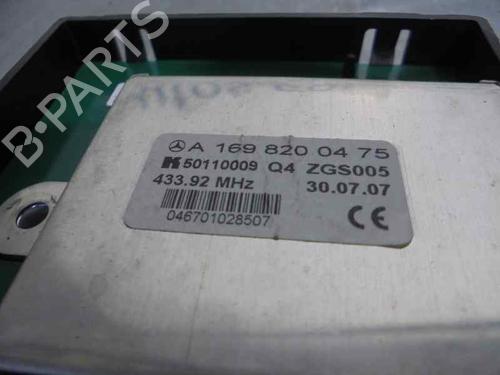 B-PARTS
A 169 820 04 75
50110009 Q4 ZGS005
433.92 MHz 30.07.07
046701028507
CE